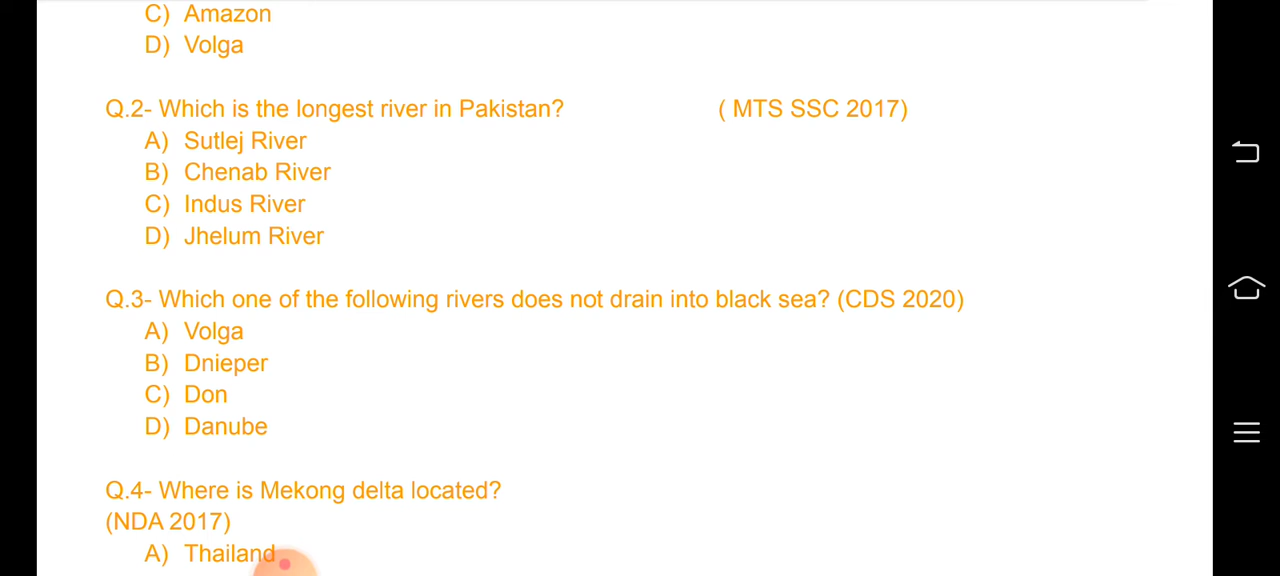 C) Amazon
D) Volga
Q.2- Which is the longest river in Pakistan? ( MTS SSC 2017)
A) Sutlej River
B) Chenab River
C) Indus River
D) Jhelum River
Q.3- Which one of the following rivers does not drain into black sea? (CDS 2020)
A) Volga
B) Dnieper
C) Don
D) Danube
Q.4- Where is Mekong delta located?
(NDA 2017)
A) Thailand